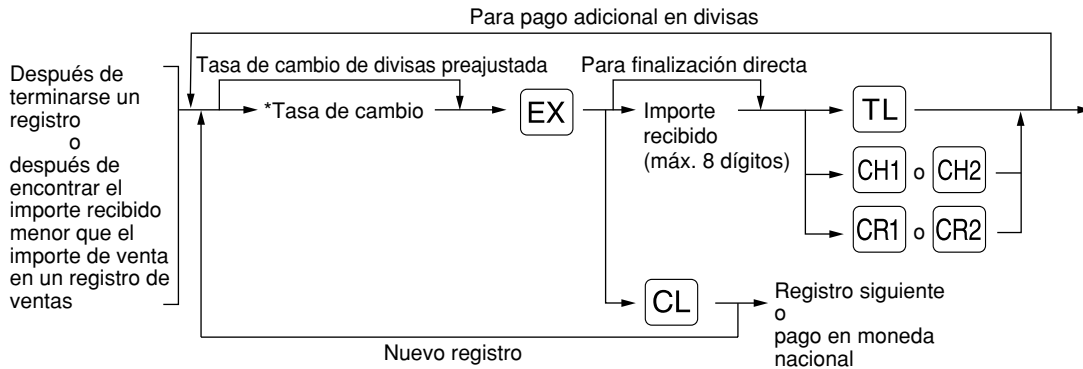 Para pago adicional en divisas
Después de
terminarse un
registro
o
después de
encontrar el
importe recibido
menor que el
importe de venta
en un registro de
ventas
Tasa de cambio de divisas preajustada
*Tasa de cambio
EX
Para finalización directa
Importe
recibido
(máx. 8 dígitos)
TL
CH1 o CH2
CR1 o CR2
CL
Registro siguiente
o
pago en moneda
nacional
Nuevo registro